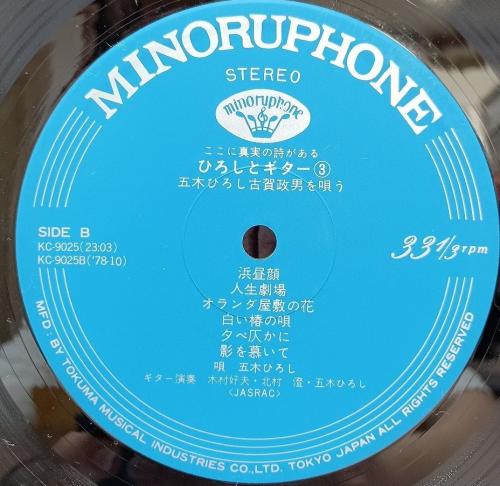 MINORUPHONE
STEREO
minoruphone
ここに真実の詩がある
ひろしとギター③
五木ひろし古賀政男を唄う
SIDE B
KC-9025(23:03)
KC-9025B('78-10)
33 1/3 rpm
浜昼顔
人生劇場
オランダ屋敷の花
白い椿の唄
夕べ仄かに
影を慕いて
唄 五木ひろし
ギター演奏 木村好夫・北村 澄・五木ひろし
<JASRAC>
MFD: BY TOKUMA MUSICAL INDUSTRIES CO., LTD. TOKYO JAPAN ALL RIGHTS RESERVED